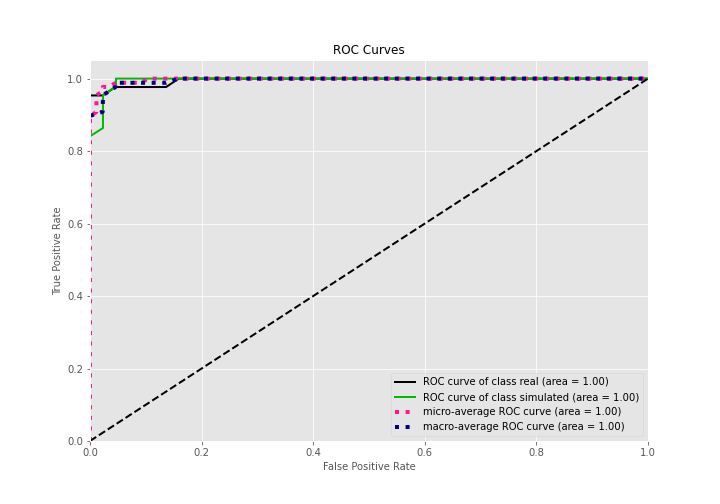 ROC Curves
1.0
0.8
0.6
0.4
0.2
0.0
True Positive Rate
0.0 0.2 0.4 0.6 0.8 1.0
False Positive Rate
ROC curve of class real (area = 1.00)
ROC curve of class simulated (area = 1.00)
micro-average ROC curve (area = 1.00)
macro-average ROC curve (area = 1.00)